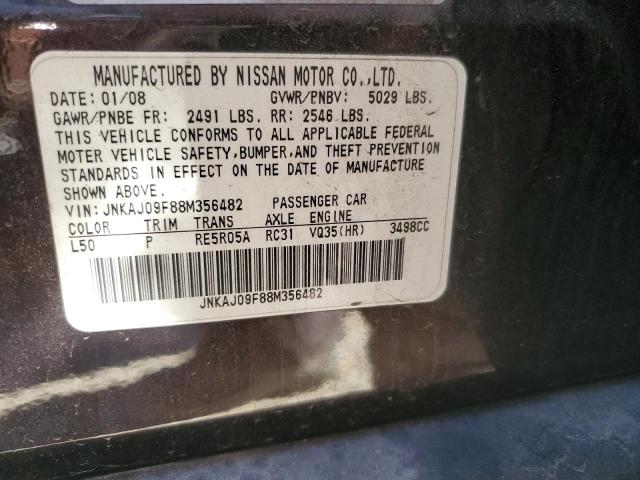 MANUFACTURED BY NISSAN MOTOR CO.,LTD.
DATE: 01/08 GVWR/PNBV: 5029 LBS.
GAWR/PNBE FR: 2491 LBS. RR: 2546 LBS.
THIS VEHICLE CONFORMS TO ALL APPLICABLE FEDERAL
MOTOR VEHICLE SAFETY,BUMPER,AND THEFT PREVENTION
STANDARDS IN EFFECT ON THE DATE OF MANUFACTURE
SHOWN ABOVE.
VIN: JNKAJ09F88M356482 PASSENGER CAR
COLOR TRIM TRANS AXLE ENGINE
L50 P RE5R05A RC31 VQ35(HR) 3498CC
JNKAJ09F88M356482